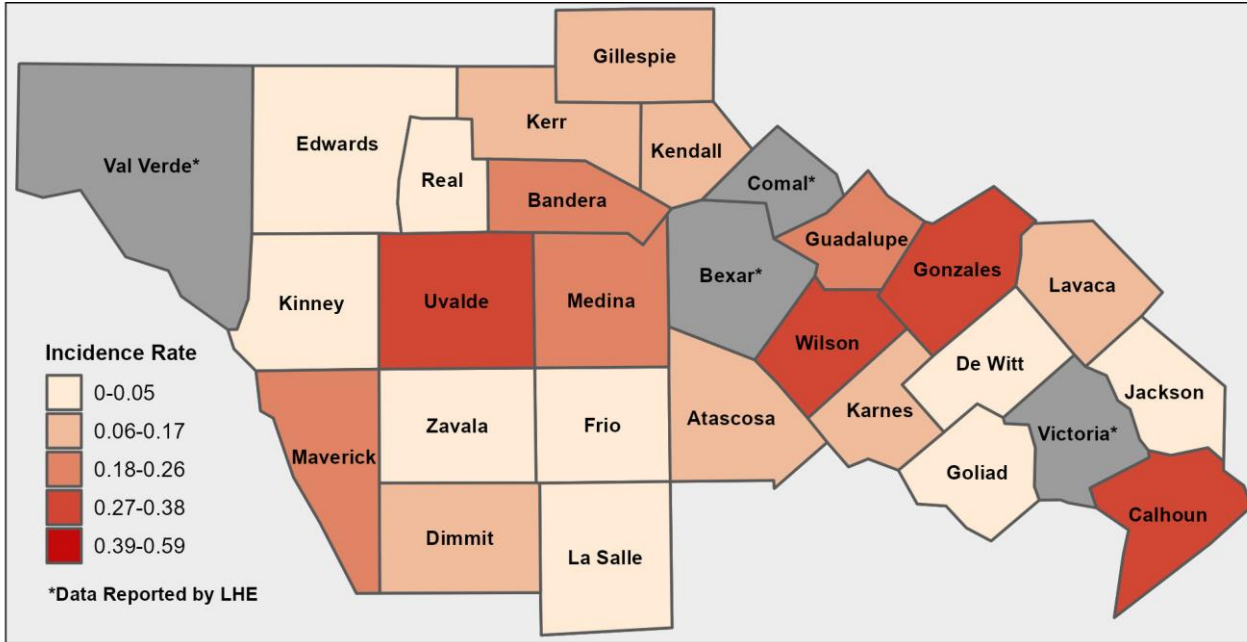 Gillespie
Kerr
Edwards
Kendall
Val Verde*
Real
Comal*
Bandera
Guadalupe
Gonzales
Bexar*
Lavaca
Kinney
Uvalde
Medina
Wilson
Incidence Rate
0-0.05
0.06-0.17
0.18-0.26
0.27-0.38
0.39-0.59
*Data Reported by LHE
De Witt
Jackson
Atascosa
Karnes
Zavala
Frio
Victoria*
Maverick
Goliad
Calhoun
Dimmit
La Salle